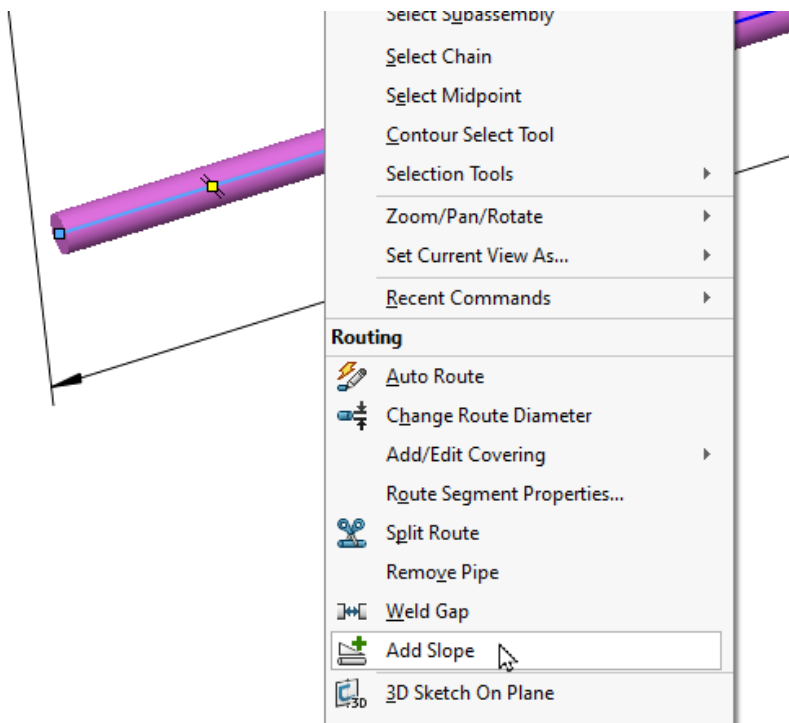 Select Subassembly
Select Chain
Select Midpoint
Contour Select Tool
Selection Tools
Zoom/Pan/Rotate
Set Current View As...
Recent Commands
Routing
Auto Route
Change Route Diameter
Add/Edit Covering
Route Segment Properties...
Split Route
Remove Pipe
Weld Gap
Add Slope
3D Sketch On Plane